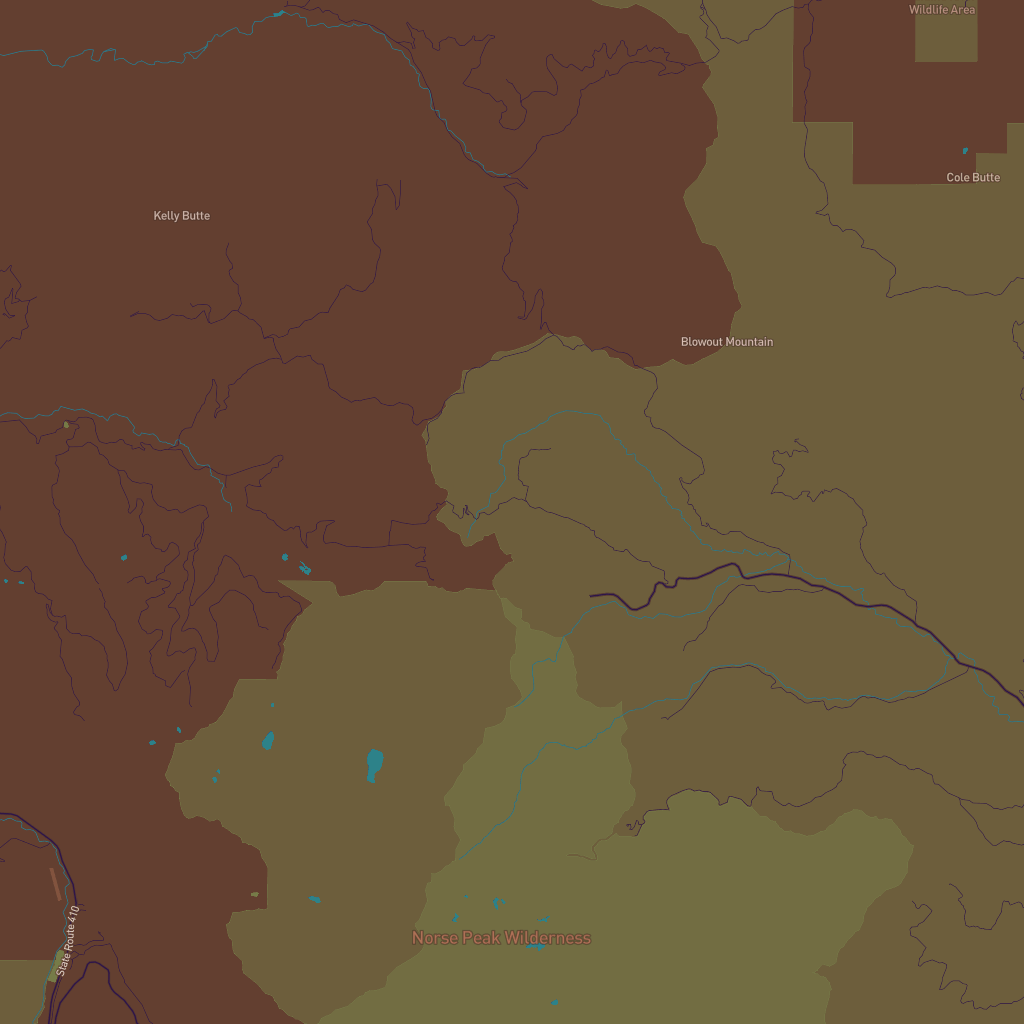 Wildlife Area
Cole Butte
Kelly Butte
Blowout Mountain
Norse Peak Wilderness
State Route 410